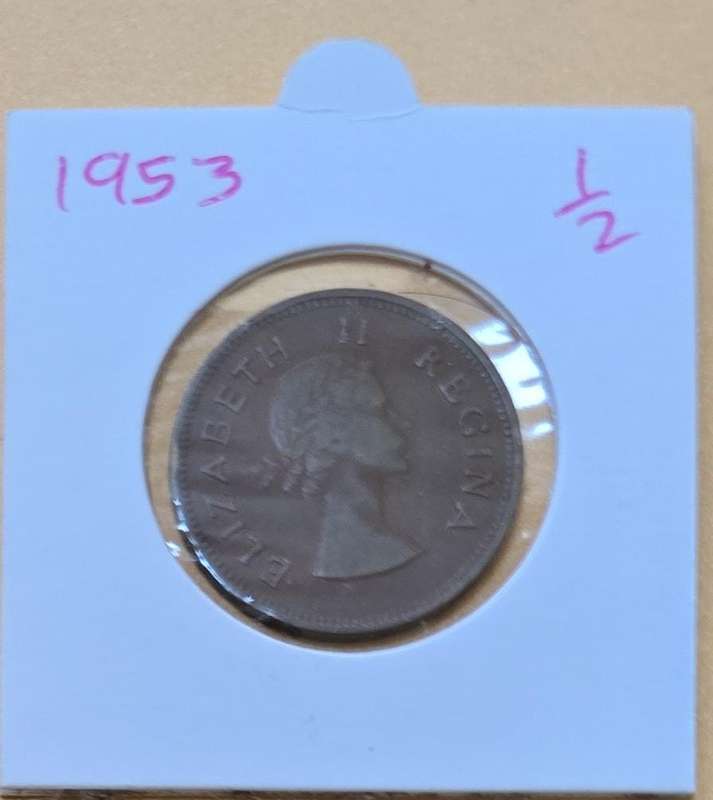 1953
1/2
ELIZABETH II REGINA